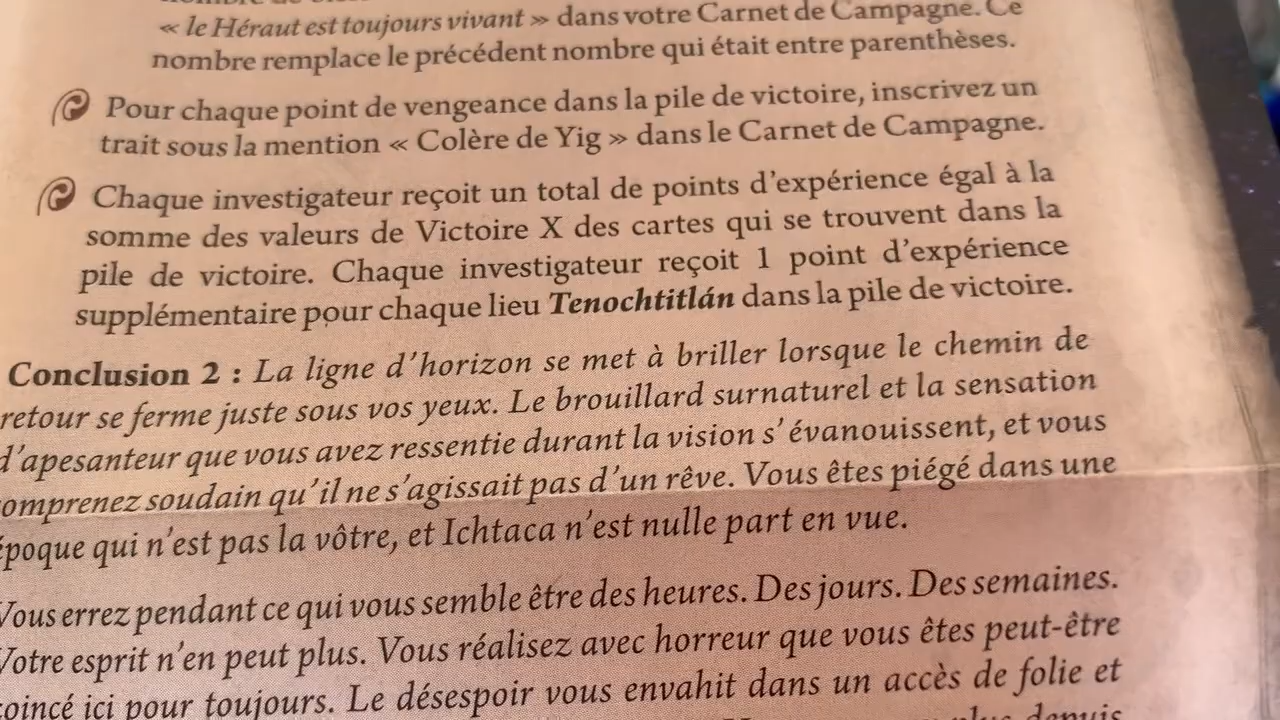 « le Héraut est toujours vivant » dans votre Carnet de Campagne. Ce
nombre remplace le précédent nombre qui était entre parenthèses.
Pour chaque point de vengeance dans la pile de victoire, inscrivez un
trait sous la mention « Colère de Yig » dans le Carnet de Campagne.
Chaque investigateur reçoit un total de points d'expérience égal à la
somme des valeurs de Victoire X des cartes qui se trouvent dans la
pile de victoire. Chaque investigateur reçoit 1 point d'expérience
supplémentaire pour chaque lieu Tenochtitlán dans la pile de victoire.
Conclusion 2 : La ligne d'horizon se met à briller lorsque le chemin de
retour se ferme juste sous vos yeux. Le brouillard surnaturel et la sensation
d'apesanteur que vous avez ressentie durant la vision s'évanouissent, et vous
omprenez soudain qu'il ne s'agissait pas d'un rêve. Vous êtes piégé dans une
époque qui n'est pas la vôtre, et Ichtaca n'est nulle part en vue.
Vous errez pendant ce qui vous semble être des heures. Des jours. Des semaines.
Votre esprit n'en peut plus. Vous réalisez avec horreur que vous êtes peut-être
coincé ici pour toujours. Le désespoir vous envahit dans un accès de folie et
plus depuis